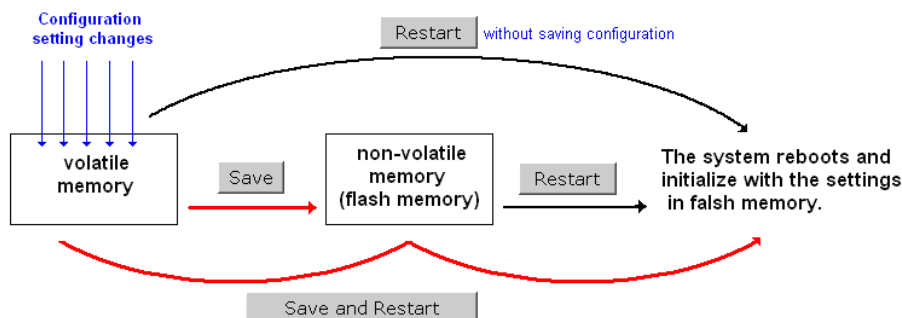 Configuration
setting changes
Restart without saving configuration
volatile
memory
Save
non-volatile
memory
(flash memory)
Restart
The system reboots and
initialize with the settings
in falsh memory.
Save and Restart